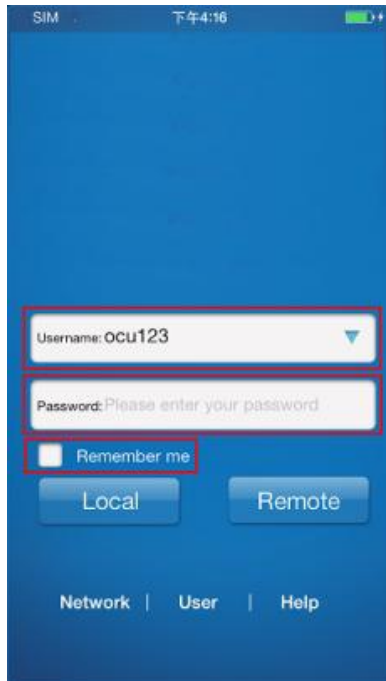 SIM 下午4:16
Username: ocu123
Password: Please enter your password
Remember me
Local Remote
Network | User | Help